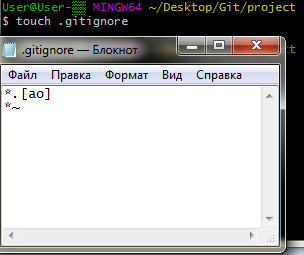 User@User- MINGW64 ~/Desktop/Git/project
$ touch .gitignore
.gitignore — Блокнот
Файл Правка Формат Вид Справка
*.[ao]
*~